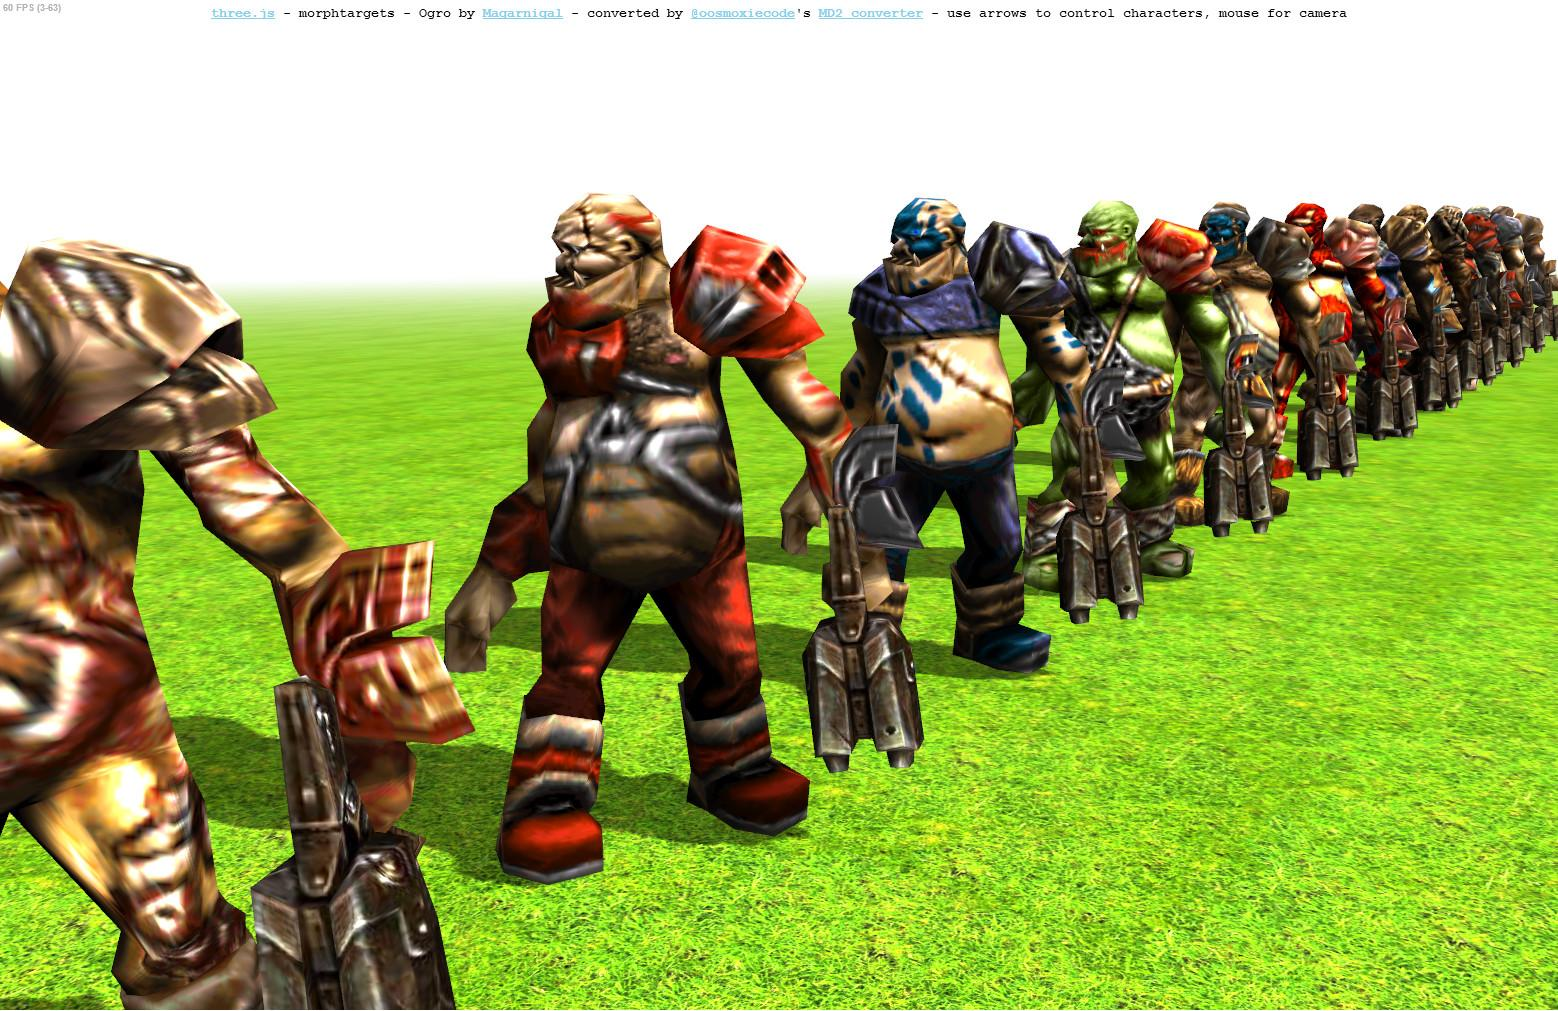 60 FPS (3-63)
three.js - morphtargets - Ogro by Magarnigal - converted by @oosmoxiecode's MD2 converter - use arrows to control characters, mouse for camera